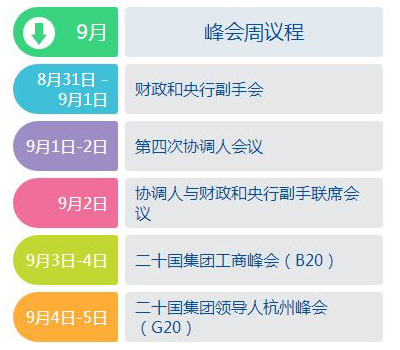 9月
峰会周议程
8月31日 -
9月1日
财政和央行副手会
9月1日-2日
第四次协调人会议
9月2日
协调人与财政和央行副手联席会
议
9月3日-4日
二十国集团工商峰会（B20）
9月4日-5日
二十国集团领导人杭州峰会
（G20）